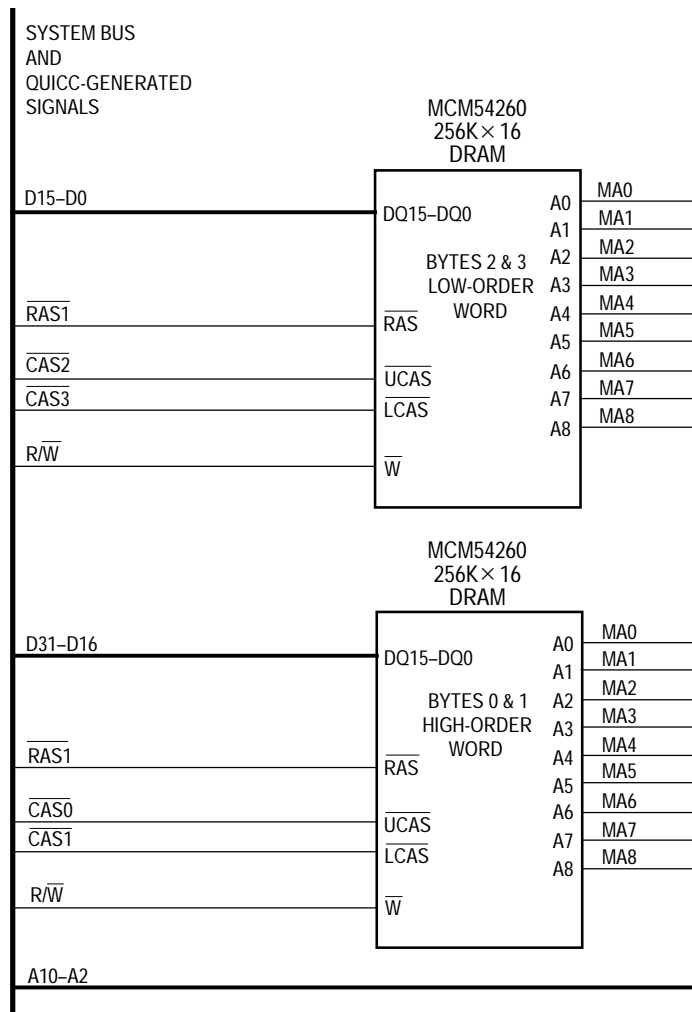 SYSTEM BUS
AND
QUICC-GENERATED
SIGNALS
MCM54260
256K × 16
DRAM
D15–D0
DQ15–DQ0
BYTES 2 & 3
LOW-ORDER
WORD
RAS1
RAS
CAS2
UCAS
CAS3
LCAS
R/W
W
A0
A1
A2
A3
A4
A5
A6
A7
A8
MA0
MA1
MA2
MA3
MA4
MA5
MA6
MA7
MA8
MCM54260
256K × 16
DRAM
D31–D16
DQ15–DQ0
BYTES 0 & 1
HIGH-ORDER
WORD
RAS1
RAS
CAS0
UCAS
CAS1
LCAS
R/W
W
A0
A1
A2
A3
A4
A5
A6
A7
A8
MA0
MA1
MA2
MA3
MA4
MA5
MA6
MA7
MA8
A10–A2